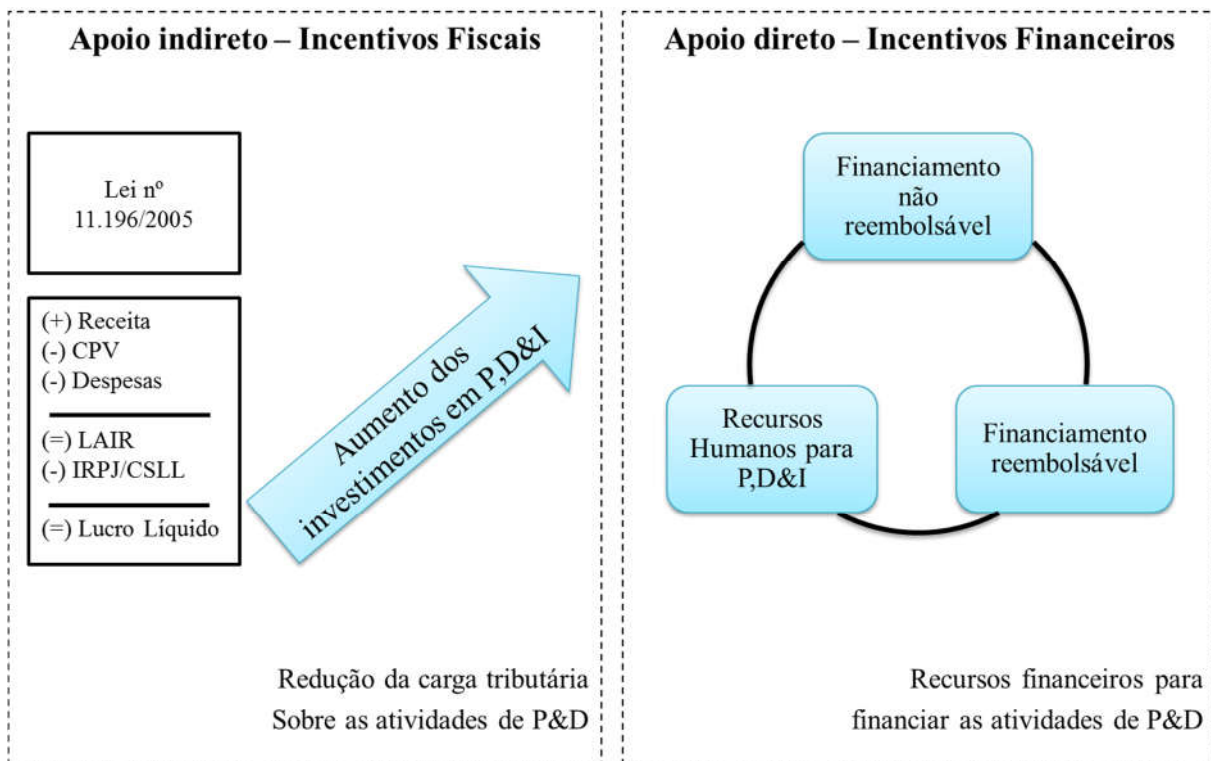 Apoio indireto – Incentivos Fiscais
Lei nº
11.196/2005
(+) Receita
(-) CPV
(-) Despesas
(=) LAIR
(-) IRPJ/CSLL
(=) Lucro Líquido
Aumento dos
investimentos em P,D&I
Redução da carga tributária
Sobre as atividades de P&D
Apoio direto – Incentivos Financeiros
Financiamento
não
reembolsável
Recursos
Humanos para
P,D&I
Financiamento
reembolsável
Recursos financeiros para
financiar as atividades de P&D